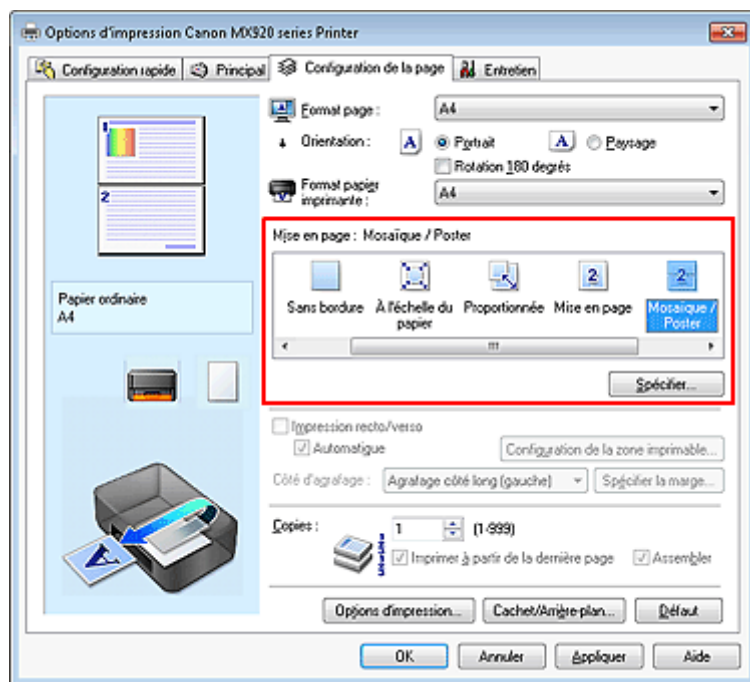 Options d'impression Canon MX920 series Printer
Configuration rapide
Principal
Configuration de la page
Entretien
1
2
Papier ordinaire
A4
Format page :
A4
Orientation :
A
Portrait
A
Paysage
Rotation 180 degrés
Format papier
imprimante :
A4
Mise en page : Mosaïque / Poster
2
2
Sans bordure
À l'échelle du
papier
Proportionnée
Mise en page
Mosaïque /
Poster
Spécifier...
Impression recto/verso
Automatique
Configuration de la zone imprimable...
Côté d'agrafage :
Agrafage côté long (gauche)
Spécifier la marge...
Copies :
1
(1-999)
Imprimer à partir de la dernière page
Assembler
A
Options d'impression...
Cachet/Arrière-plan...
Défaut
OK
Annuler
Appliquer
Aide